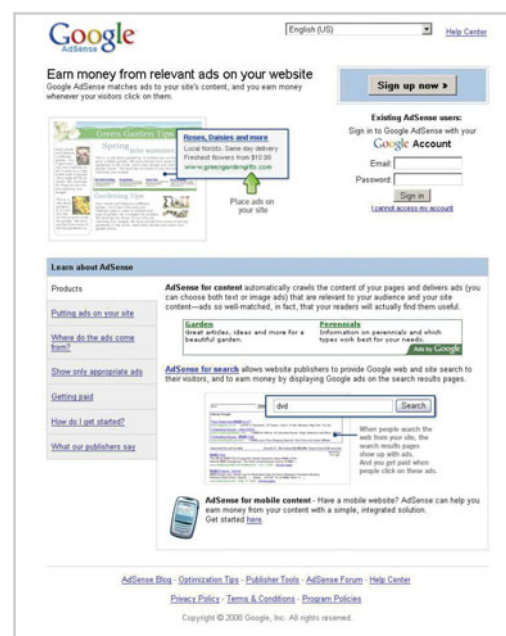 Google
AdSense
English (US)
Help Center
Earn money from relevant ads on your website
Google AdSense matches ads to your site's content, and you earn money
whenever your visitors click on them.
Sign up now »
Existing AdSense users:
Sign in to Google AdSense with your
Google Account
Email:
Password:
Sign in
I cannot access my account
Green Garden Tips
Spring
Gardening Tips
Roses, Daisies and more
Local florists. Same day delivery
Freshest flowers from $10.99
www.greengardengifts.com
Place ads on
your site
Learn about AdSense
Products
Putting ads on your site
Where do the ads come
from?
Show only appropriate ads
Getting paid
How do I get started?
What our publishers say
AdSense for content automatically crawls the content of your pages and delivers ads (you
can choose both text or image ads) that are relevant to your audience and your site
content—ads so well-matched, in fact, that your readers will actually find them useful.
Garden
Great articles, ideas and more for a
beautiful garden.
Perennials
Information on perennials and which
types work best for your needs.
Ads by Google
AdSense for search allows website publishers to provide Google web and site search to
their visitors, and to earn money by displaying Google ads on the search results pages.
dvd
Search
When people search the
web from your site, the
search results pages
show up with ads.
And you get paid when
people click on these ads.
AdSense for mobile content - Have a mobile website? AdSense can help you
earn money from your content with a simple, integrated solution.
Get started here.
AdSense Blog - Optimization Tips - Publisher Tools - AdSense Forum - Help Center
Privacy Policy - Terms & Conditions - Program Policies
Copyright © 2008 Google, Inc. All rights reserved.